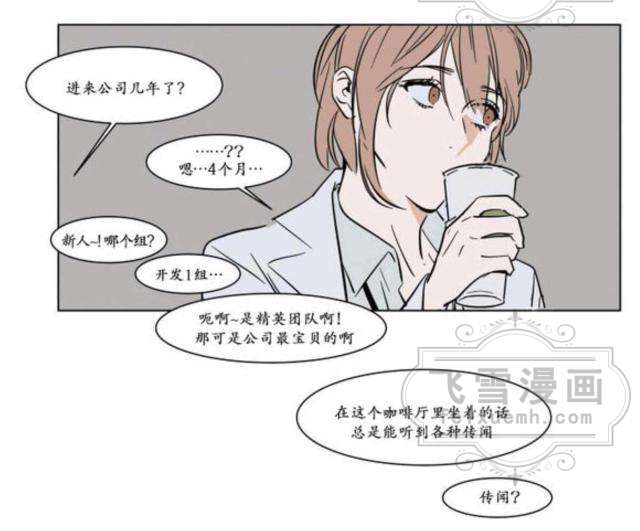 进来公司几年了?
……??
嗯…4个月…
新人~!哪个组?
开发1组…
呃啊~是精英团队啊!
那可是公司最宝贝的啊
飞雪漫画
feixuemh.com
在这个咖啡厅里坐着的话
总是能听到各种传闻
传闻?